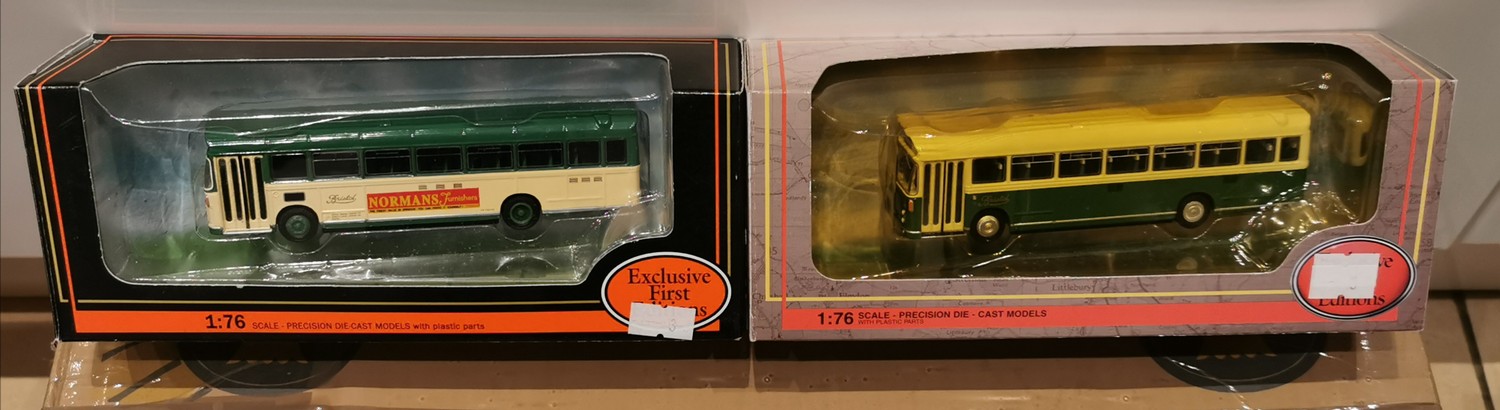 Bristol
NORMANS Furnishers
Exclusive
First
1:76 SCALE - PRECISION DIE-CAST MODELS with plastic parts
Littlebury
Editions
1:76 SCALE - PRECISION DIE - CAST MODELS
WITH PLASTIC PARTS